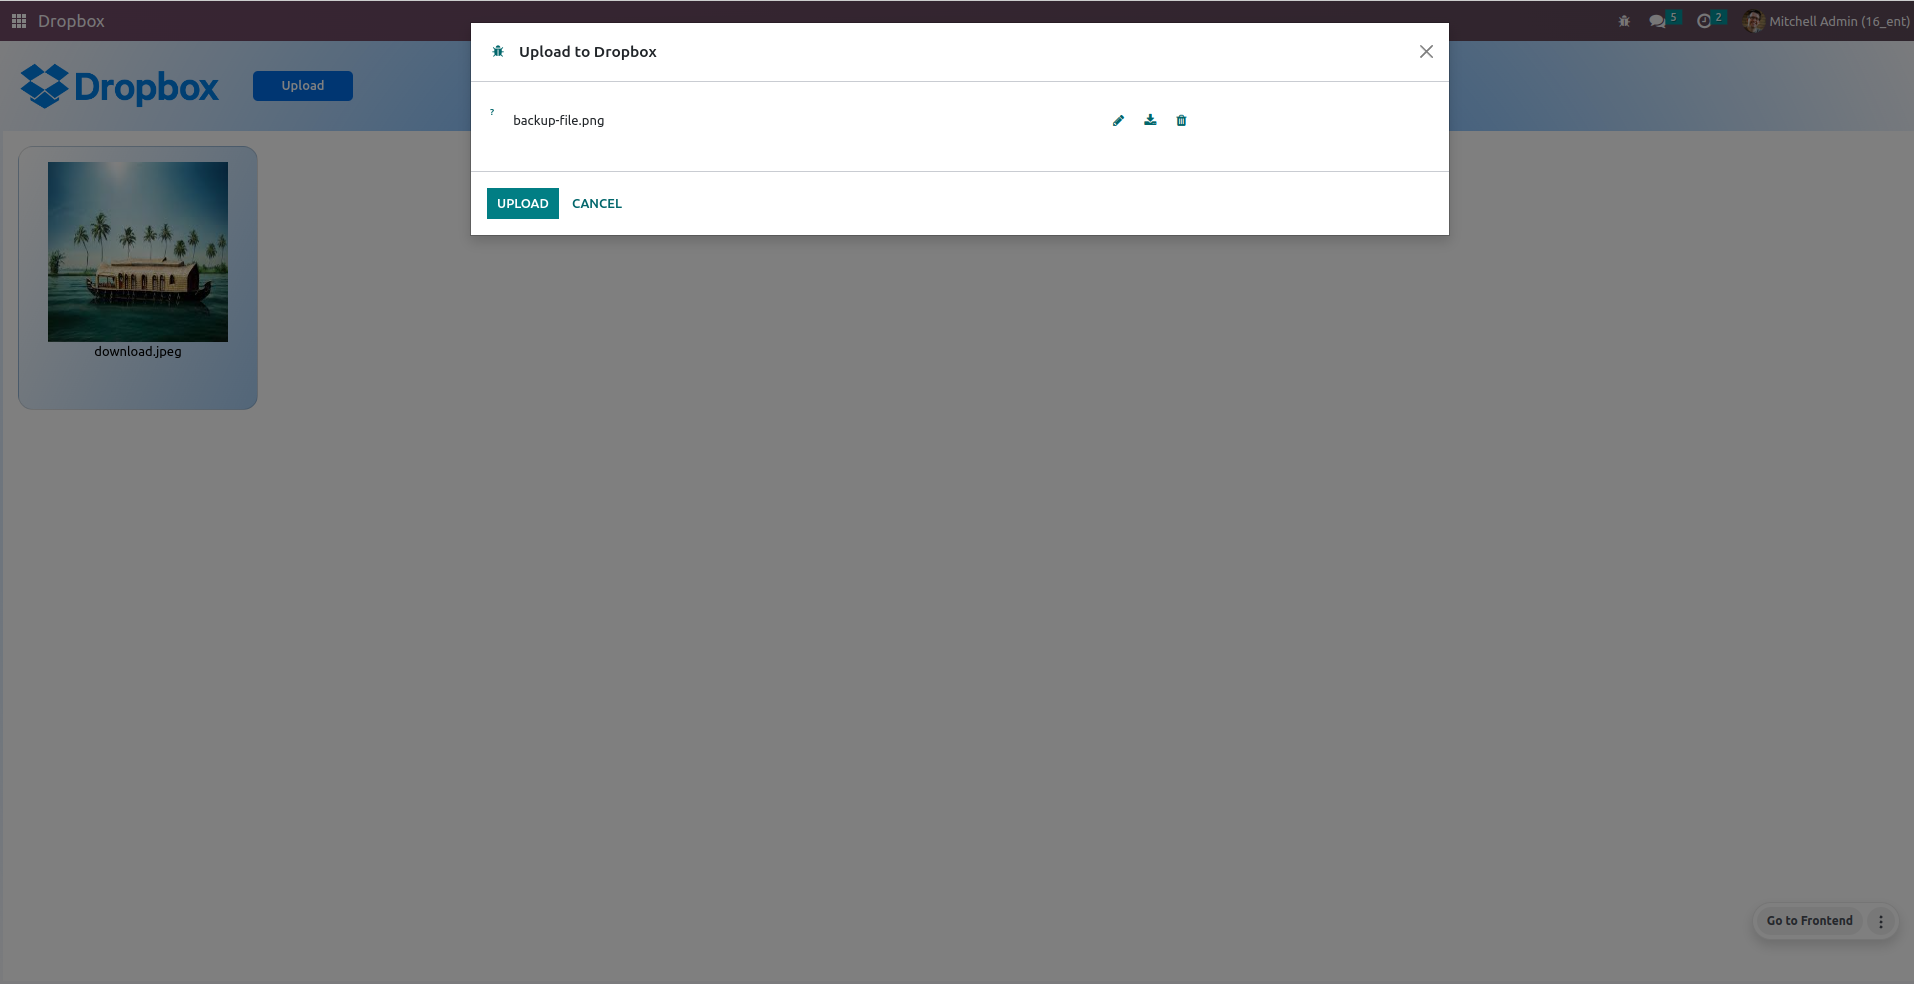 Dropbox
5
2
Mitchell Admin (16_ent)
Dropbox
Upload
Upload to Dropbox
?
backup-file.png
UPLOAD
CANCEL
download.jpeg
Go to Frontend